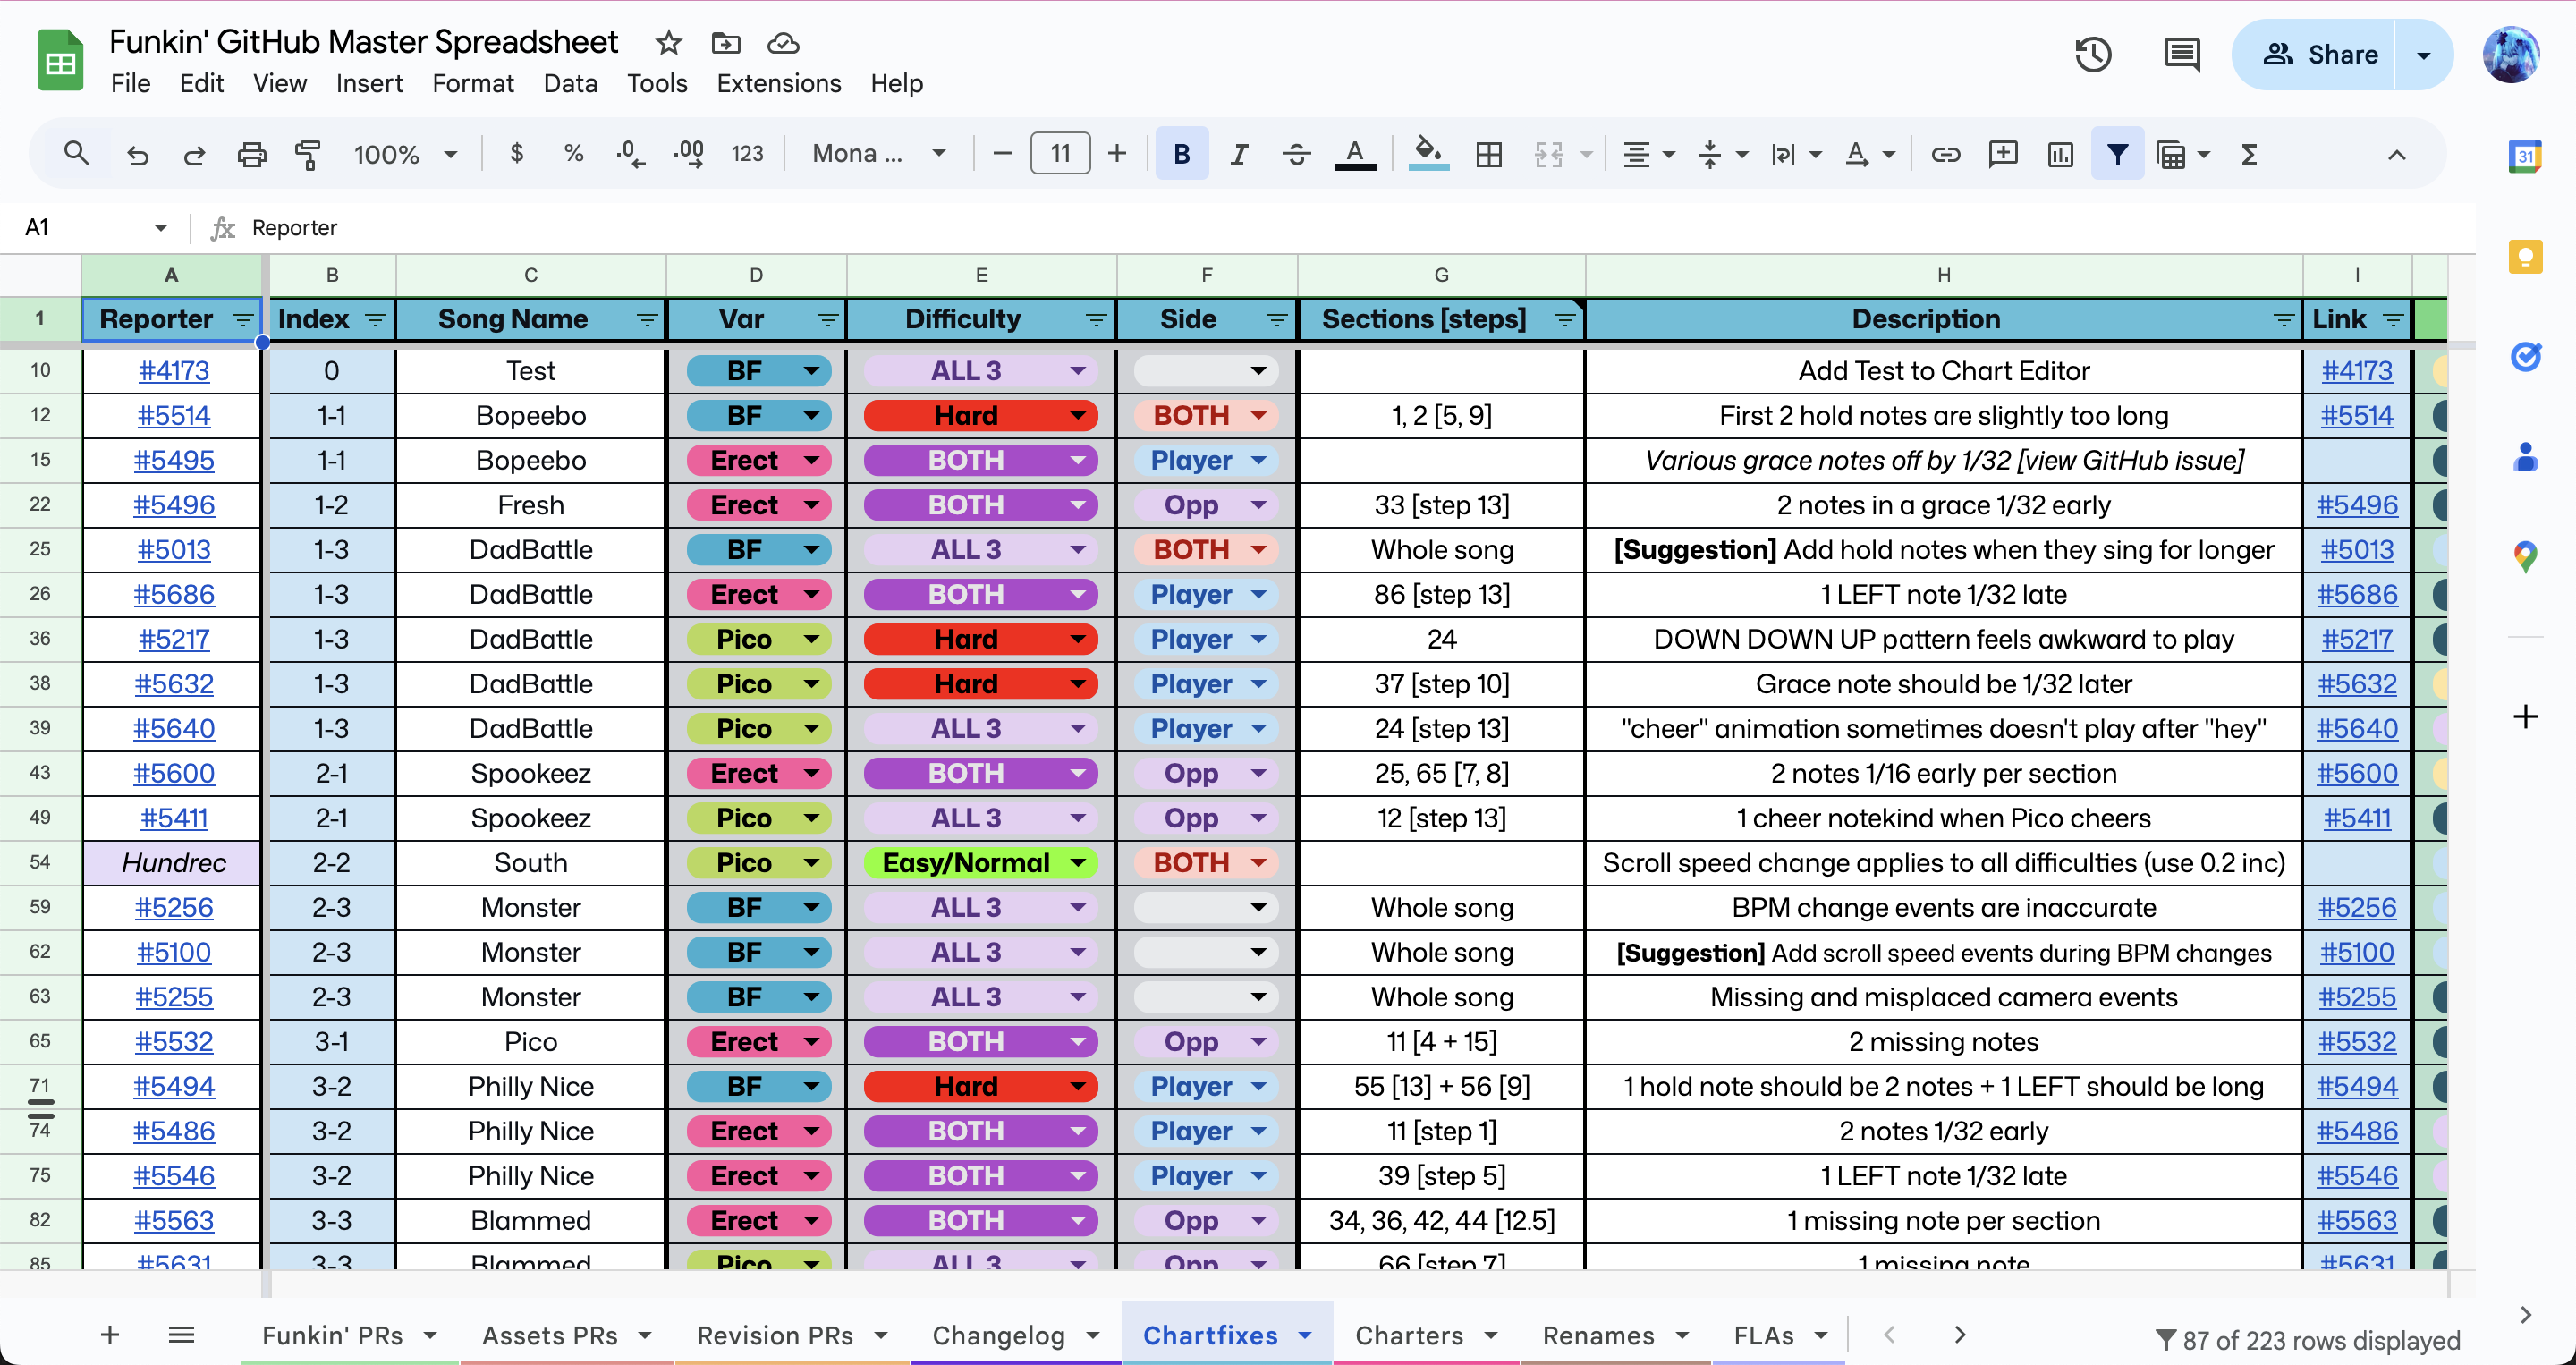 Funkin' GitHub Master Spreadsheet
File Edit View Insert Format Data Tools Extensions Help
Share
100% $ % .0 .00 123 Mona ... 11 B I A
31
A1 fx Reporter
A B C D E F G H I
1 Reporter Index Song Name Var Difficulty Side Sections [steps] Description Link
10 #4173 0 Test BF ALL 3 Add Test to Chart Editor #4173
12 #5514 1-1 Bopeebo BF Hard BOTH 1, 2 [5, 9] First 2 hold notes are slightly too long #5514
15 #5495 1-1 Bopeebo Erect BOTH Player Various grace notes off by 1/32 [view GitHub issue]
22 #5496 1-2 Fresh Erect BOTH Opp 33 [step 13] 2 notes in a grace 1/32 early #5496
25 #5013 1-3 DadBattle BF ALL 3 BOTH Whole song [Suggestion] Add hold notes when they sing for longer #5013
26 #5686 1-3 DadBattle Erect BOTH Player 86 [step 13] 1 LEFT note 1/32 late #5686
36 #5217 1-3 DadBattle Pico Hard Player 24 DOWN DOWN UP pattern feels awkward to play #5217
38 #5632 1-3 DadBattle Pico Hard Player 37 [step 10] Grace note should be 1/32 later #5632
39 #5640 1-3 DadBattle Pico ALL 3 Player 24 [step 13] "cheer" animation sometimes doesn't play after "hey" #5640
43 #5600 2-1 Spookeez Erect BOTH Opp 25, 65 [7, 8] 2 notes 1/16 early per section #5600
49 #5411 2-1 Spookeez Pico ALL 3 Opp 12 [step 13] 1 cheer notekind when Pico cheers #5411
54 Hundrec 2-2 South Pico Easy/Normal BOTH Scroll speed change applies to all difficulties (use 0.2 inc)
59 #5256 2-3 Monster BF ALL 3 Whole song BPM change events are inaccurate #5256
62 #5100 2-3 Monster BF ALL 3 Whole song [Suggestion] Add scroll speed events during BPM changes #5100
63 #5255 2-3 Monster BF ALL 3 Whole song Missing and misplaced camera events #5255
65 #5532 3-1 Pico Erect BOTH Opp 11 [4 + 15] 2 missing notes #5532
71 #5494 3-2 Philly Nice BF Hard Player 55 [13] + 56 [9] 1 hold note should be 2 notes + 1 LEFT should be long #5494
74 #5486 3-2 Philly Nice Erect BOTH Player 11 [step 1] 2 notes 1/32 early #5486
75 #5546 3-2 Philly Nice Erect BOTH Player 39 [step 5] 1 LEFT note 1/32 late #5546
82 #5563 3-3 Blammed Erect BOTH Opp 34, 36, 42, 44 [12.5] 1 missing note per section #5563
85 #5631 3-3 Blammed Pico ALL 3 Opp 66 [step 7] 1 missing note #5631
Funkin' PRs Assets PRs Revision PRs Changelog Chartfixes Charters Renames FLAs 87 of 223 rows displayed